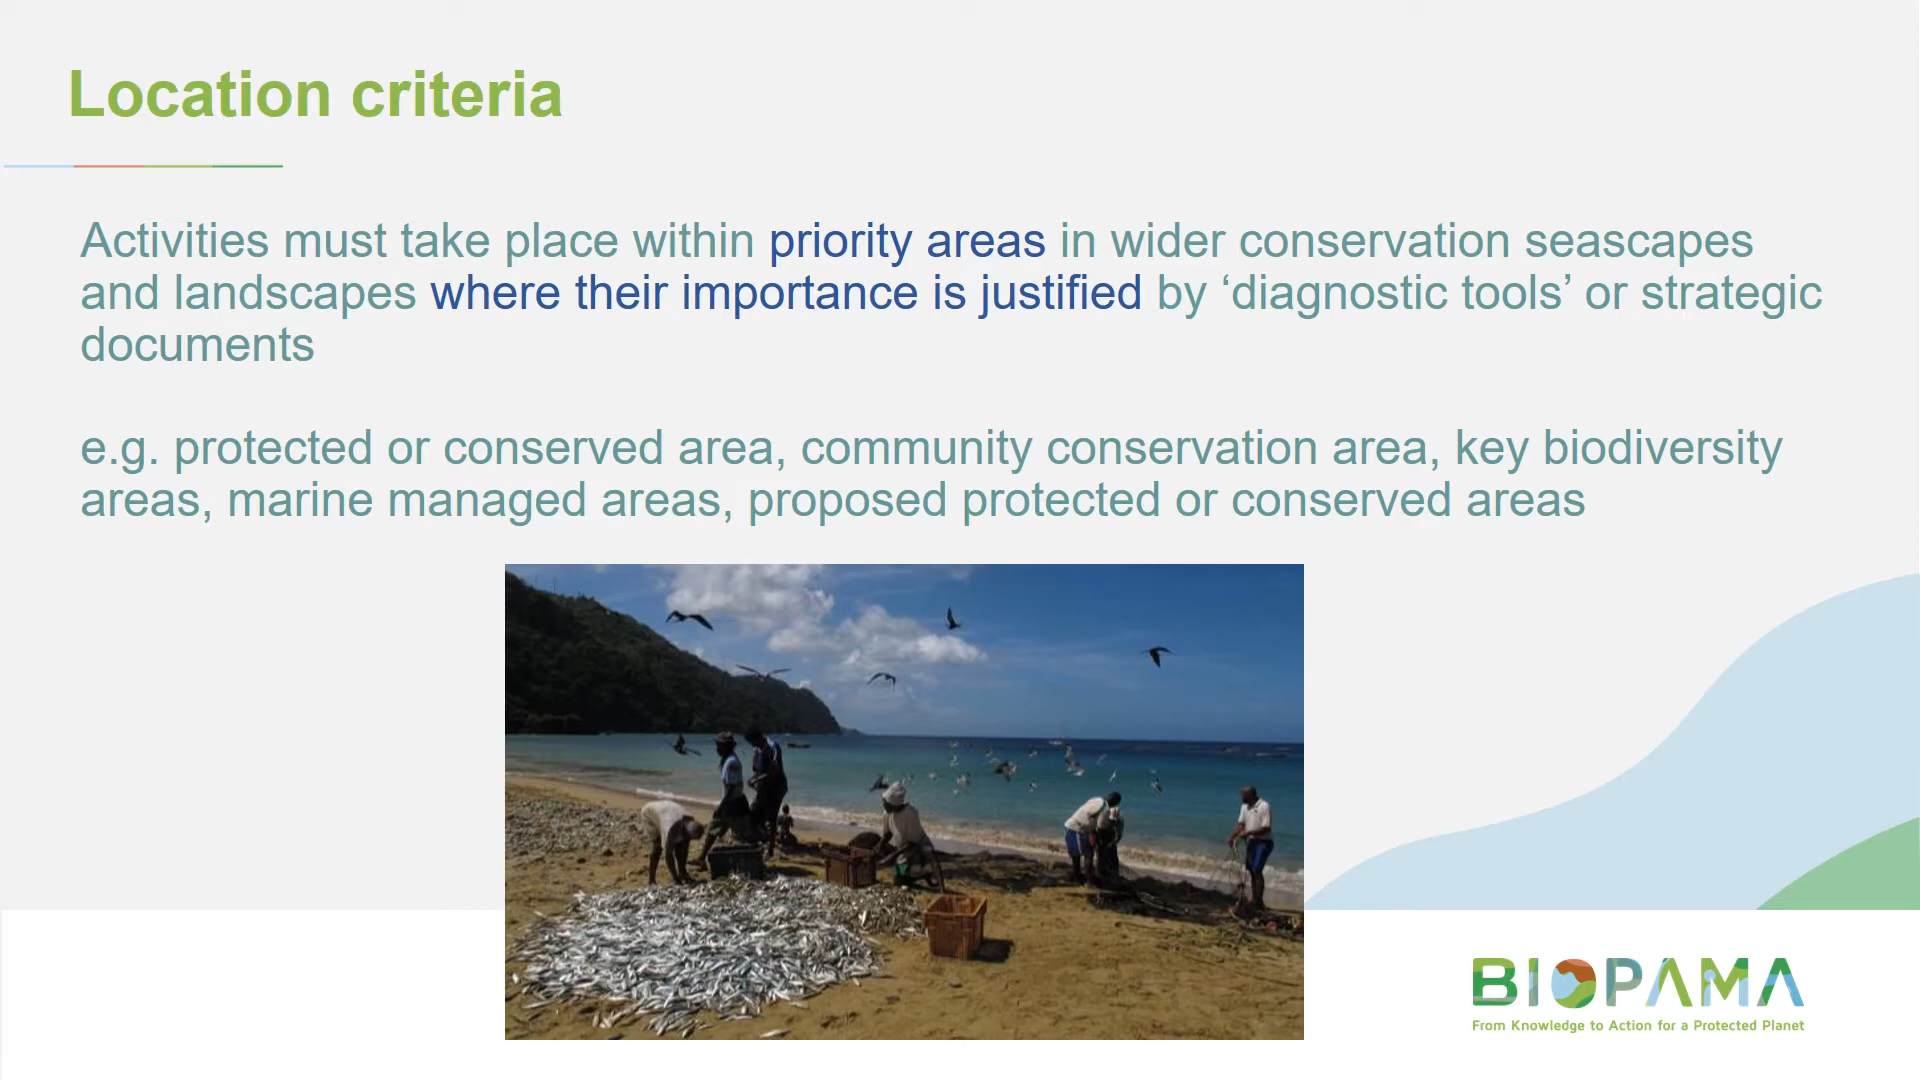 Location criteria
Activities must take place within priority areas in wider conservation seascapes
and landscapes where their importance is justified by ‘diagnostic tools’ or strategic
documents
e.g. protected or conserved area, community conservation area, key biodiversity
areas, marine managed areas, proposed protected or conserved areas
BIOPAMA
From Knowledge to Action for a Protected Planet